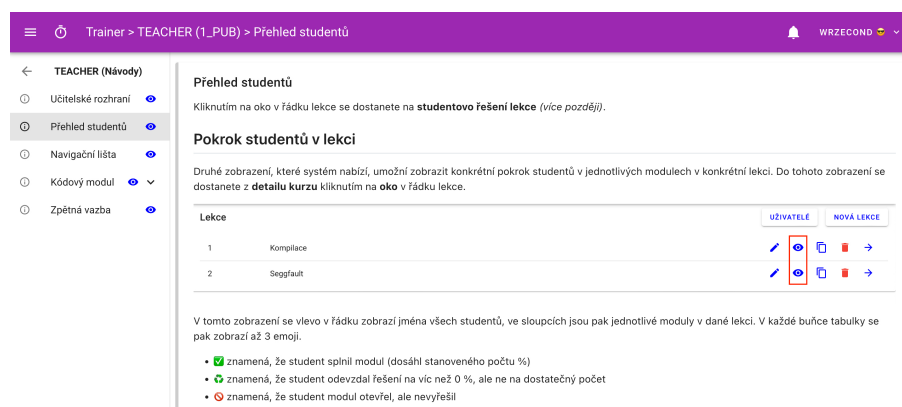 Trainer > TEACHER (1_PUB) > Přehled studentů
WRZECOND 😎
TEACHER (Návody)
Učitelské rozhraní
Přehled studentů
Navigační lišta
Kódový modul
Zpětná vazba
Přehled studentů
Kliknutím na oko v řádku lekce se dostanete na studentovo řešení lekce (více později).
Pokrok studentů v lekci
Druhé zobrazení, které systém nabízí, umožní zobrazit konkrétní pokrok studentů v jednotlivých modulech v konkrétní lekci. Do tohoto zobrazení se
dostanete z detailu kurzu kliknutím na oko v řádku lekce.
Lekce
UŽIVATELÉ
NOVÁ LEKCE
1 Kompilace
2 Seggfault
V tomto zobrazení se vlevo v řádku zobrazí jména všech studentů, ve sloupcích jsou pak jednotlivé moduly v dané lekci. V každé buňce tabulky se
pak zobrazí až 3 emoji.
• ✅ znamená, že student splnil modul (dosáhl stanoveného počtu %)
• ♻️ znamená, že student odevzdal řešení na víc než 0 %, ale ne na dostatečný počet
• 🚫 znamená, že student modul otevřel, ale nevyřešil